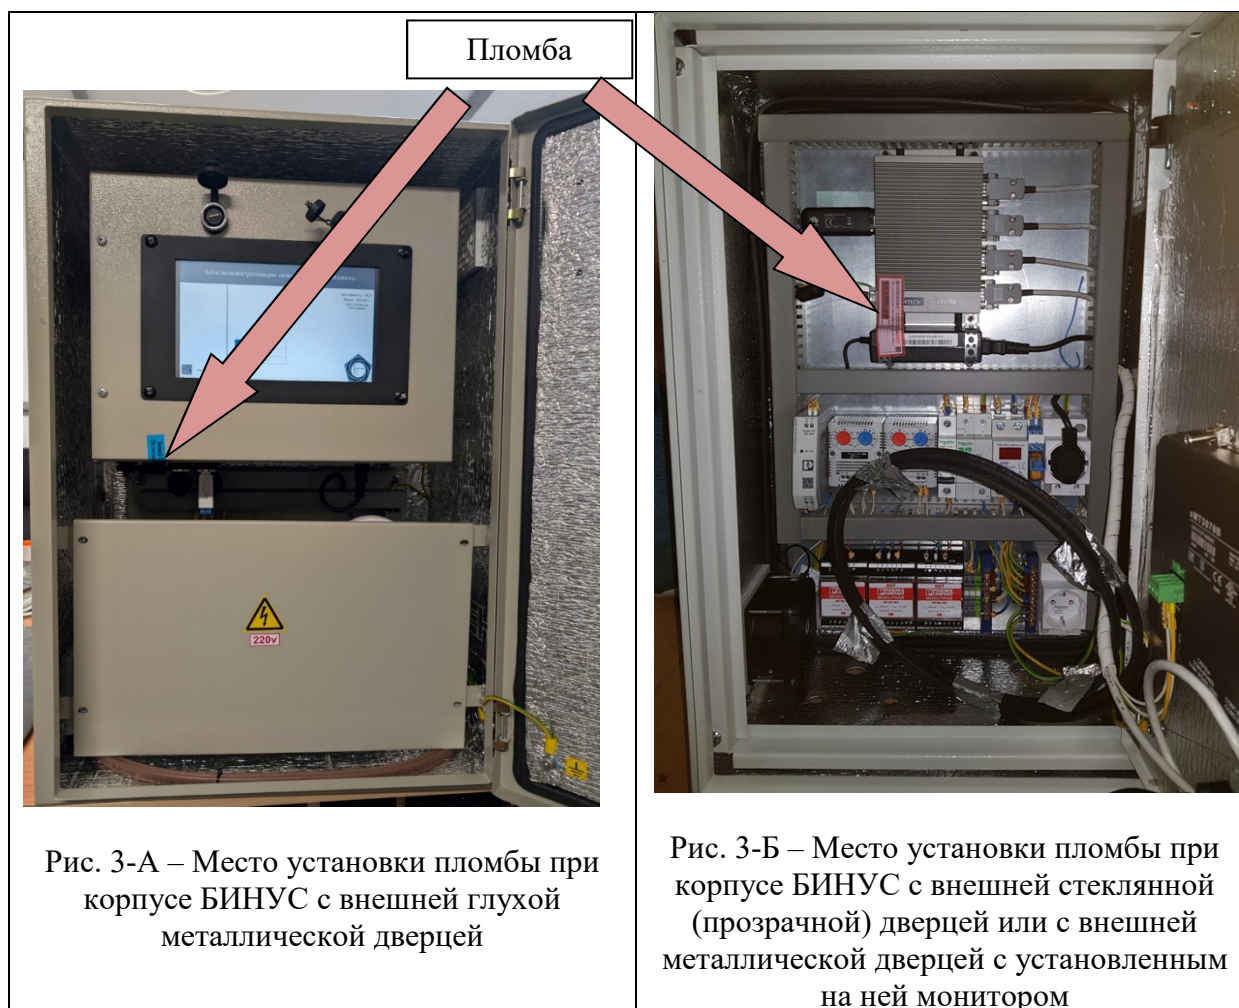 Пломба
220v
eMT3070B
Рис. 3-А – Место установки пломбы при
корпусе БИНУС с внешней глухой
металлической дверцей
Рис. 3-Б – Место установки пломбы при
корпусе БИНУС с внешней стеклянной
(прозрачной) дверцей или с внешней
металлической дверцей с установленным
на ней монитором